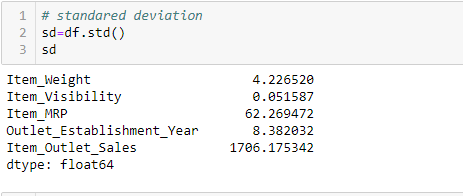 1 # standared deviation
2 sd=df.std()
3 sd
Item_Weight 4.226520
Item_Visibility 0.051587
Item_MRP 62.269472
Outlet_Establishment_Year 8.382032
Item_Outlet_Sales 1706.175342
dtype: float64